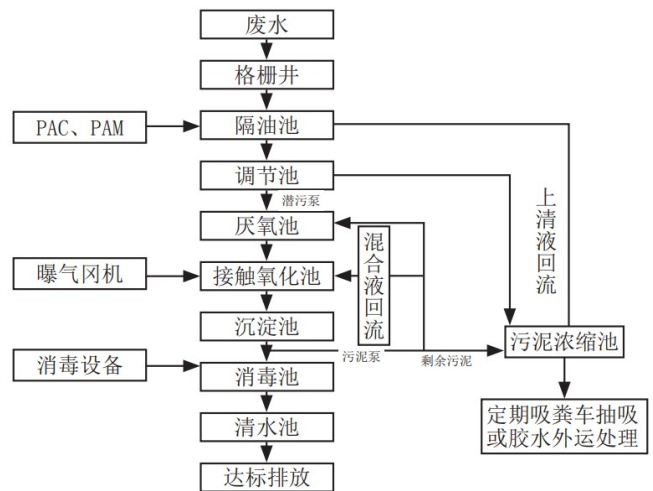 废水
格栅井
PAC、PAM
隔油池
调节池
潜污泵
厌氧池
混合液回流
上清液回流
曝气冈机
接触氧化池
沉淀池
污泥泵
剩余污泥
污泥浓缩池
消毒设备
消毒池
清水池
定期吸粪车抽吸
或胶水外运处理
达标排放